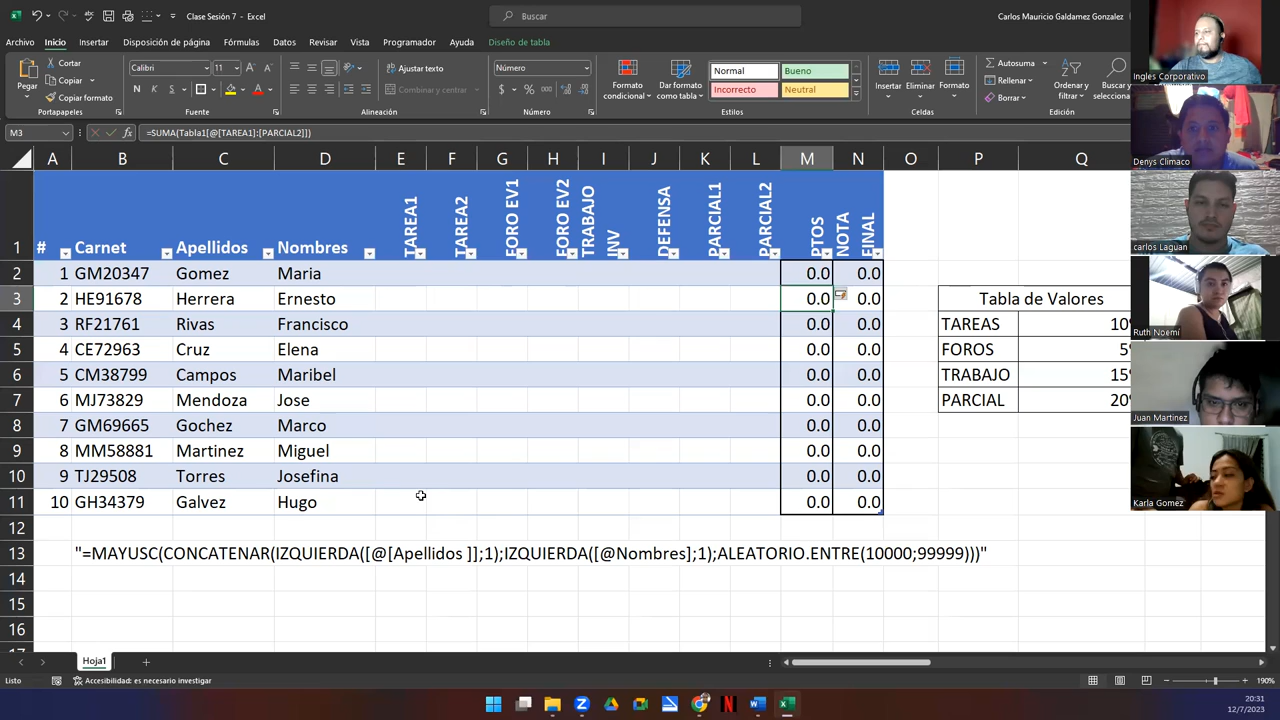 Clase Sesión 7 - Excel
Buscar
Carlos Mauricio Galdamez Gonzalez
Archivo Inicio Insertar Disposición de página Fórmulas Datos Revisar Vista Programador Ayuda Diseño de tabla
Pegar
Cortar
Copiar
Copiar formato
Portapapeles
Calibri 11
N K S
Fuente
Ajustar texto
Combinar y centrar
Alineación
Número
$ % 000
Número
Formato condicional
Dar formato como tabla
Normal Bueno
Incorrecto Neutral
Estilos
Insertar Eliminar Formato
Celdas
Autosuma
Rellenar
Borrar
Ordenar y filtrar
Buscar y
M3 =SUMA(Tabla1[@[TAREA1]:[PARCIAL2]])
A B C D E F G H I J K L M N O P Q
1 # Carnet Apellidos Nombres TAREA1 TAREA2 FORO EV1 FORO EV2 TRABAJO INV DEFENSA PARCIAL1 PARCIAL2 PTOS NOTA FINAL
2 1 GM20347 Gomez Maria 0.0 0.0
3 2 HE91678 Herrera Ernesto 0.0 0.0 Tabla de Valores
4 3 RF21761 Rivas Francisco 0.0 0.0 TAREAS 10%
5 4 CE72963 Cruz Elena 0.0 0.0 FOROS 5%
6 5 CM38799 Campos Maribel 0.0 0.0 TRABAJO 15%
7 6 MJ73829 Mendoza Jose 0.0 0.0 PARCIAL 20%
8 7 GM69665 Gochez Marco 0.0 0.0
9 8 MM58881 Martinez Miguel 0.0 0.0
10 9 TJ29508 Torres Josefina 0.0 0.0
11 10 GH34379 Galvez Hugo 0.0 0.0
12
13 "=MAYUSC(CONCATENAR(IZQUIERDA([@[Apellidos ]];1);IZQUIERDA([@Nombres];1);ALEATORIO.ENTRE(10000;99999)))"
14
15
16
Hoja1
Listo
Accesibilidad: es necesario investigar
190%
20:31
12/7/2023
Ingles Corporativo
Denys Climaco
carlos Laguan
Ruth Noemí
Juan Martinez
Karla Gomez